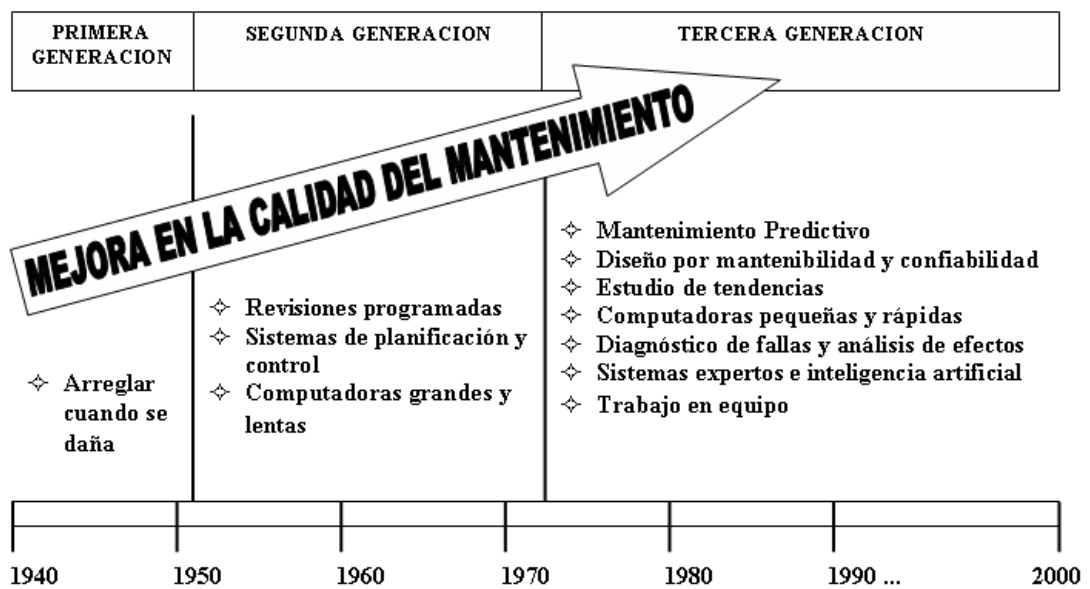 PRIMERA
GENERACION
SEGUNDA GENERACION
TERCERA GENERACION
MEJORA EN LA CALIDAD DEL MANTENIMIENTO
Arreglar
cuando se
daña
Revisiones programadas
Sistemas de planificación y
control
Computadoras grandes y
lentas
Mantenimiento Predictivo
Diseño por mantenibilidad y confiabilidad
Estudio de tendencias
Computadoras pequeñas y rápidas
Diagnóstico de fallas y análisis de efectos
Sistemas expertos e inteligencia artificial
Trabajo en equipo
1940 1950 1960 1970 1980 1990 ... 2000